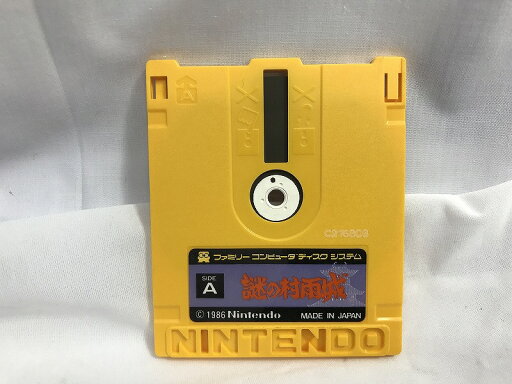 A
C276803
ファミリー コンピュータ ディスク システム
SIDE
A
謎の村雨城
©1986 Nintendo
MADE IN JAPAN
NINTENDO